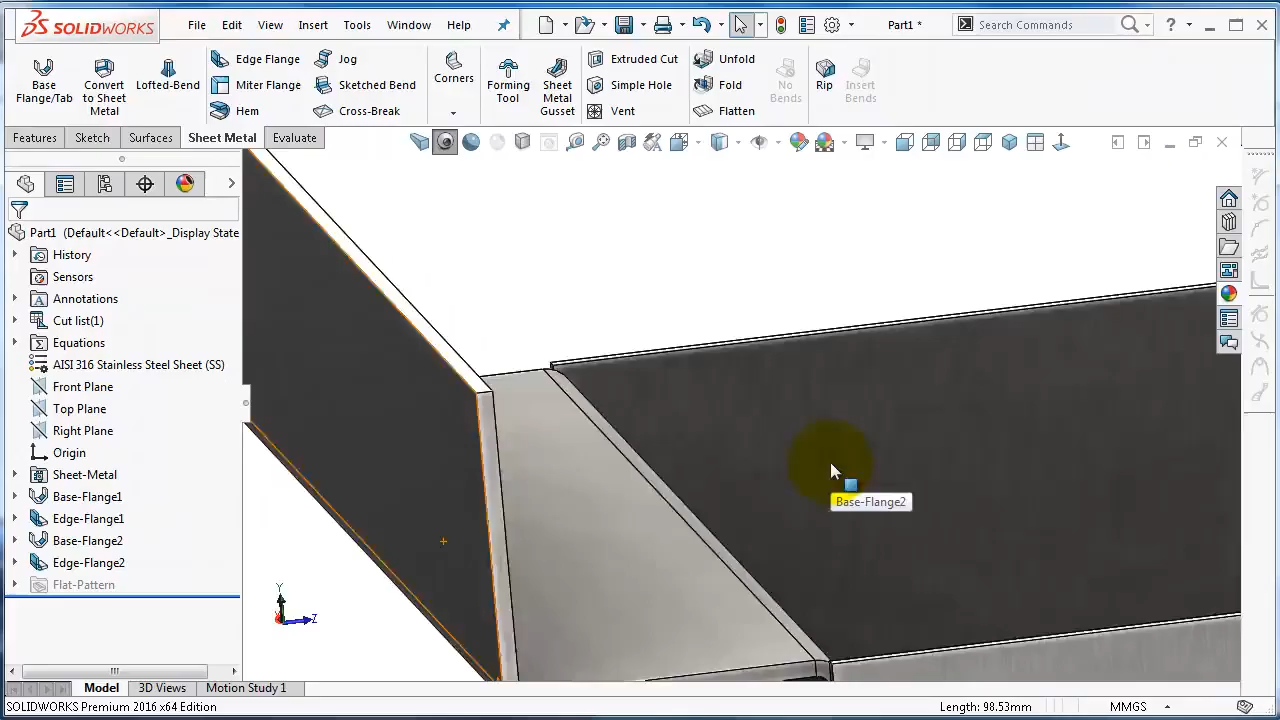 SOLIDWORKS
File Edit View Insert Tools Window Help
Part1 *
Search Commands
Base Flange/Tab
Convert to Sheet Metal
Lofted-Bend
Edge Flange
Miter Flange
Hem
Jog
Sketched Bend
Cross-Break
Corners
Forming Tool
Sheet Metal Gusset
Extruded Cut
Simple Hole
Vent
Unfold
Fold
Flatten
No Bends
Rip
Insert Bends
Features Sketch Surfaces Sheet Metal Evaluate
Part1 (Default<<Default>_Display State
History
Sensors
Annotations
Cut list(1)
Equations
AISI 316 Stainless Steel Sheet (SS)
Front Plane
Top Plane
Right Plane
Origin
Sheet-Metal
Base-Flange1
Edge-Flange1
Base-Flange2
Edge-Flange2
Flat-Pattern
Base-Flange2
Y
Z
Model 3D Views Motion Study 1
SOLIDWORKS Premium 2016 x64 Edition
Length: 98.53mm
MMGS